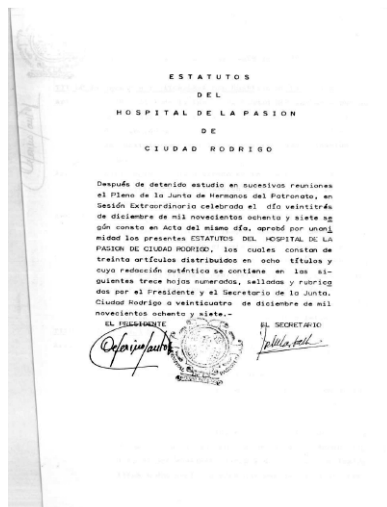 ESTATUTOS
DEL
HOSPITAL DE LA PASION
DE
CIUDAD RODRIGO
Después de detenido estudio en sucesivas reuniones
el Pleno de la Junta de Hermanos del Patronato, en
Sesión Extraordinaria celebrada el día veintitrés
de diciembre de mil novecientos ochenta y siete se
gún consta en Acta del mismo día, aprobó por unani
midad los presentes ESTATUTOS DEL HOSPITAL DE LA
PASION DE CIUDAD RODRIGO, los cuales constan de
treinta artículos distribuidos en ocho títulos y
cuya redacción auténtica se contiene en las si-
guientes trece hojas numeradas, selladas y rubrica
das por el Presidente y el Secretario de la Junta.
Ciudad Rodrigo a veinticuatro de diciembre de mil
novecientos ochenta y siete.-
EL PRESIDENTE EL SECRETARIO